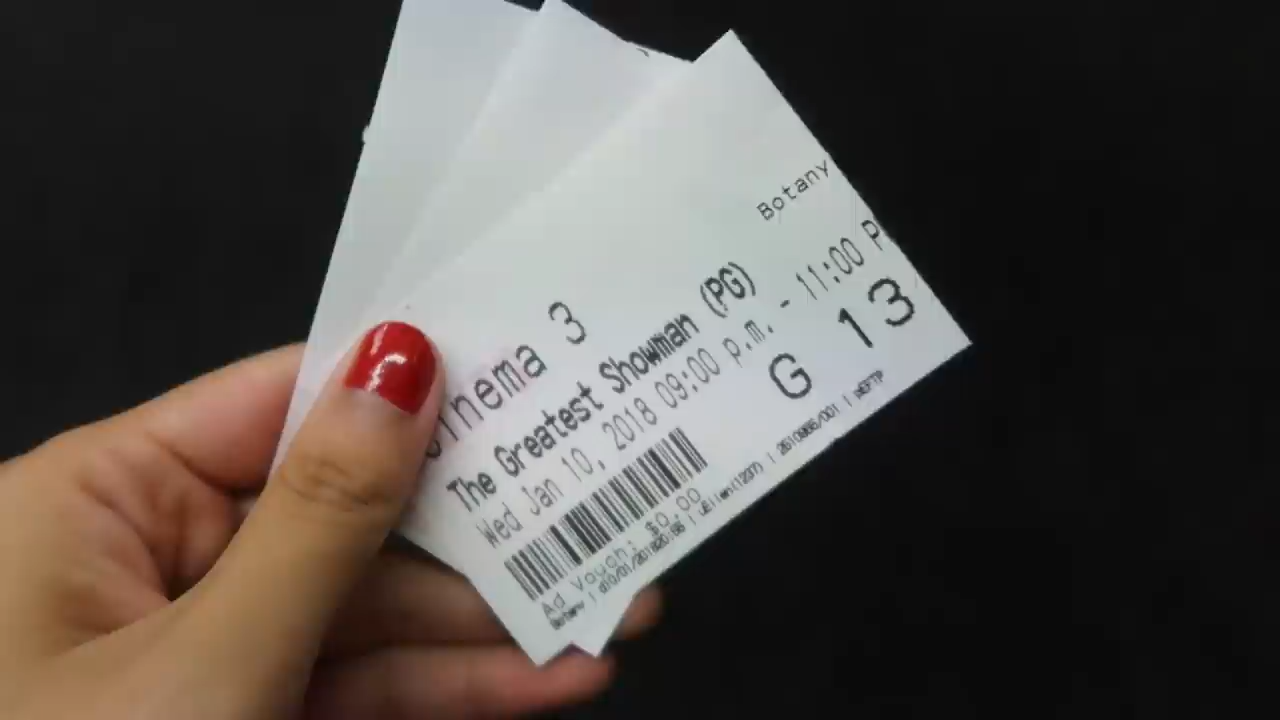 Botany
Cinema 3
The Greatest Showman (PG)
Wed Jan 10, 2018 09:00 p.m. - 11:00 P
G 13
Ad Vouch: $0.00